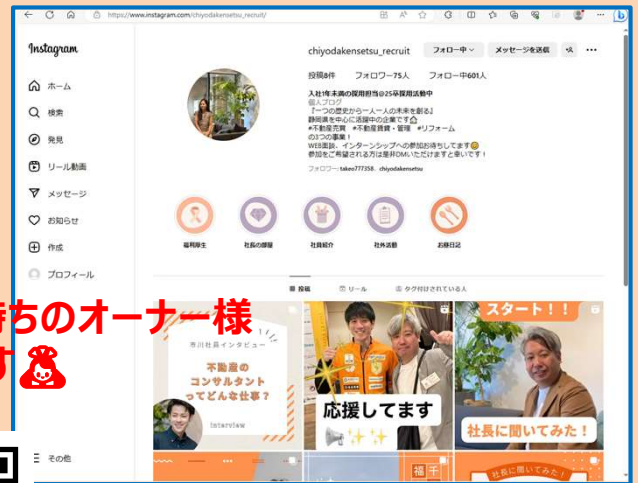 https://www.instagram.com/chiyodakensetsu_recruit/
Instagram
ホーム
検索
発見
リール動画
メッセージ
お知らせ
作成
プロフィール
その他
chiyodakensetsu_recruit
フォロー中
メッセージを送信
投稿8件 フォロワー75人 フォロー中601人
入社1年未満の採用担当@25卒採用活動中
個人ブログ
『一つの歴史から一人一人の未来を創る』
静岡県を中心に活躍中の企業です🏠
#不動産売買 #不動産賃貸・管理 #リフォーム
の3つの事業!
WEB面談、インターンシップへの参加お待ちしてます😄
参加をご希望される方は是非DMいただけますと幸いです!
フォロワー: takeo777358、chiyodakensetsu
福利厚生
社長の部屋
社員紹介
社外活動
お昼日記
投稿
リール
タグ付けされている人
持ちのオーナー様
す
市川社員インタビュー
不動産の
コンサルタント
ってどんな仕事?
Interview
応援してます
スタート!!
社長に聞いてみた!
福 千
社長に聞いてみた!